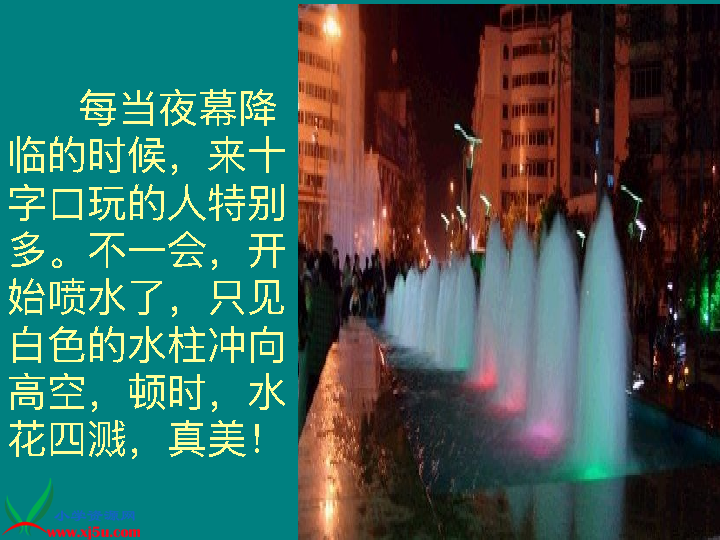 每当夜幕降
临的时候，来十
字口玩的人特别
多。不一会，开
始喷水了，只见
白色的水柱冲向
高空，顿时，水
花四溅，真美！
www.xj5u.com